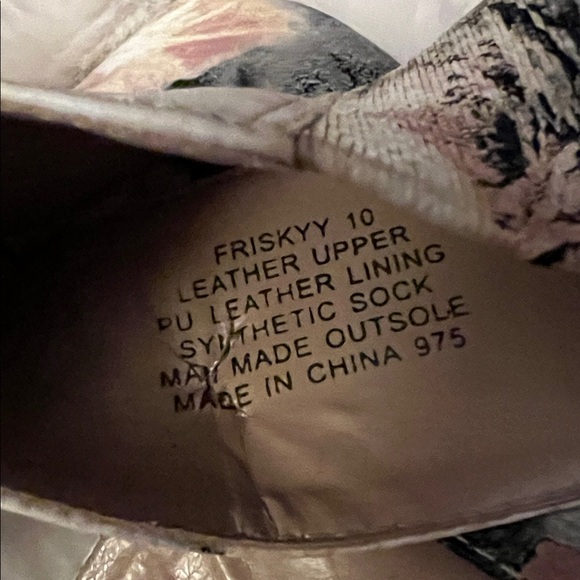 FRISKYY 10
LEATHER UPPER
PU LEATHER LINING
SYNTHETIC SOCK
MAN MADE OUTSOLE
MADE IN CHINA 975